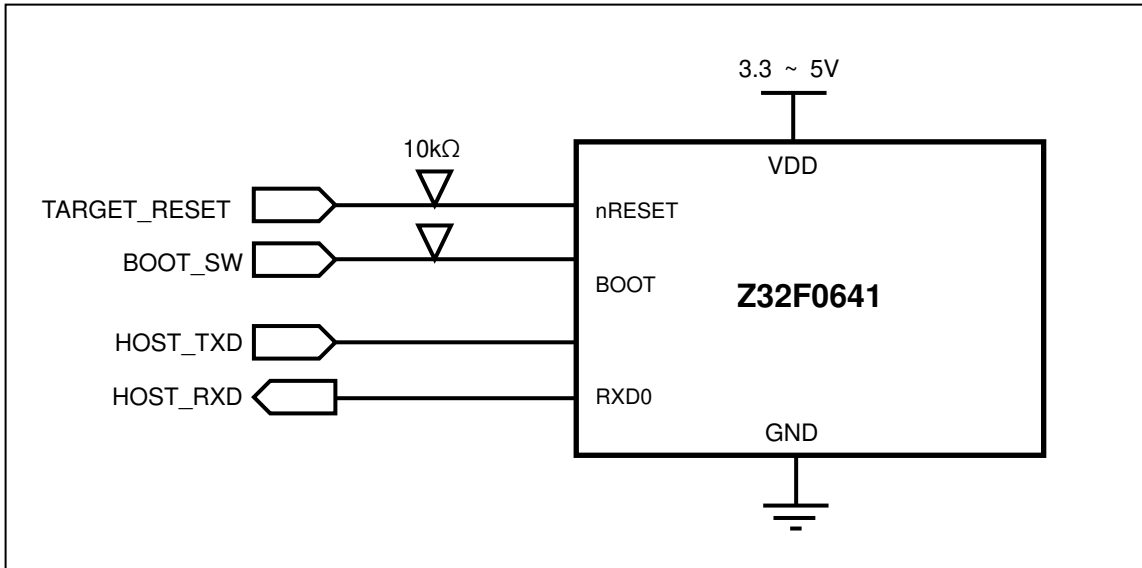 3.3 ~ 5V
10kΩ
VDD
TARGET_RESET
nRESET
BOOT_SW
BOOT
Z32F0641
HOST_TXD
HOST_RXD
RXD0
GND